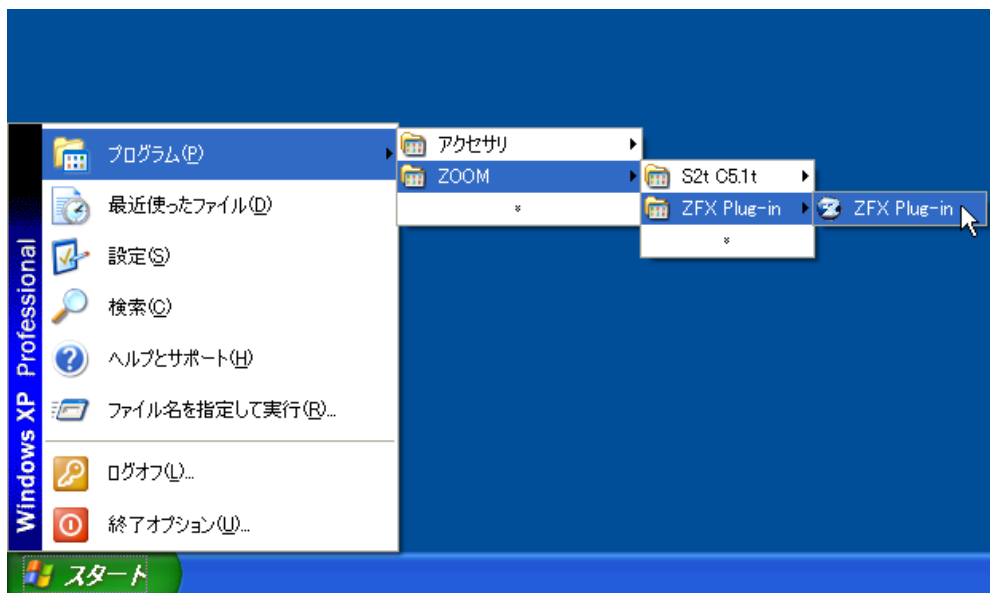 プログラム(P)
最近使ったファイル(D)
設定(S)
検索(C)
ヘルプとサポート(H)
ファイル名を指定して実行(R)...
ログオフ(L)...
終了オプション(U)...
Windows XP Professional
スタート
アクセサリ
ZOOM
S2t C5.1t
ZFX Plug-in
ZFX Plug-in